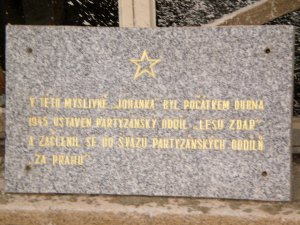 V TÉTO MYSLIVNĚ „JOHANKA" BYL POČÁTKEM DUBNA
1945 USTAVEN PARTYZÁNSKÝ ODDÍL „LESU ZDAR"
A ZAČLENIL SE DO SVAZU PARTYZÁNSKÝCH ODDÍLŮ
„ZA PRAHU"